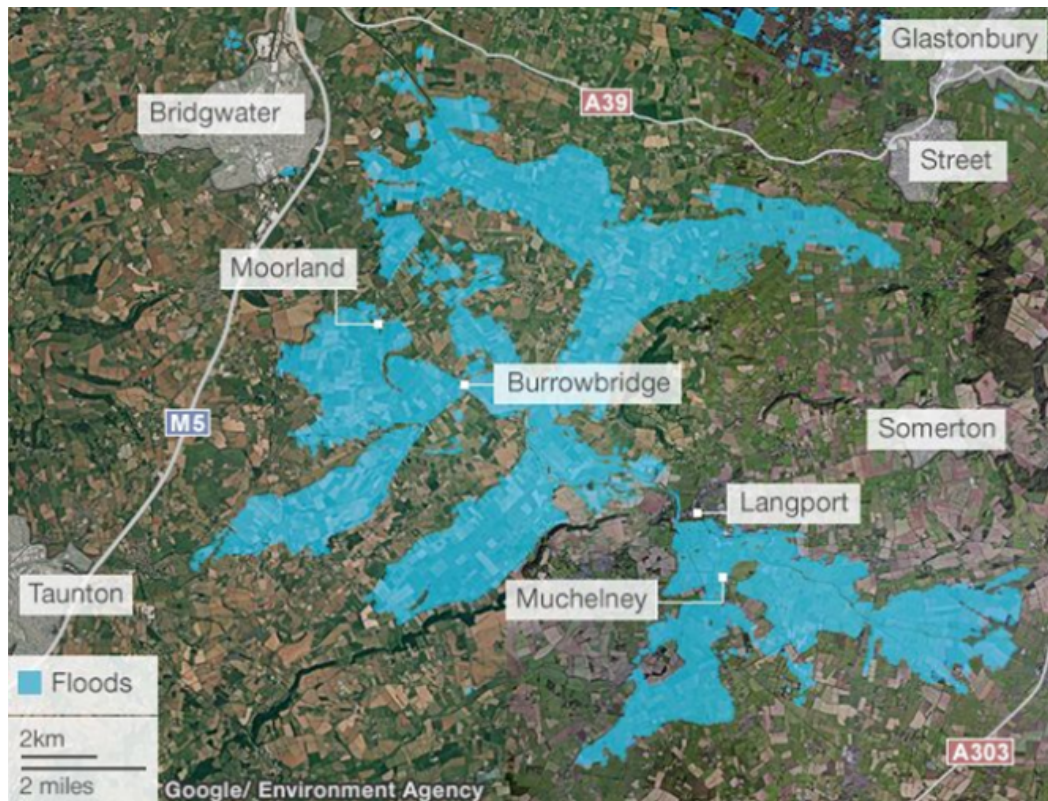 Glastonbury
A39
Bridgwater
Street
Moorland
Burrowbridge
M5
Somerton
Langport
Taunton
Muchelney
Floods
2km
2 miles
A303
Google/ Environment Agency